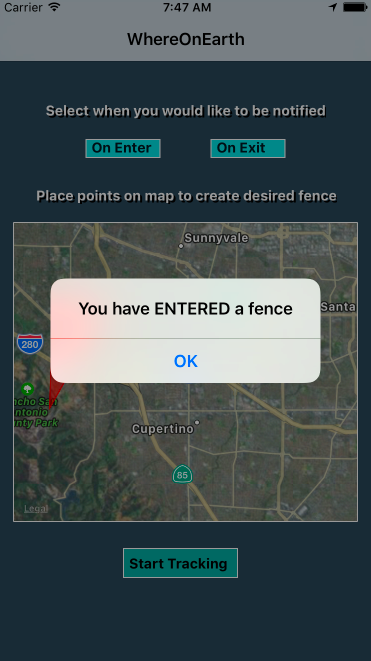 Carrier 7:47 AM
WhereOnEarth
Select when you would like to be notified
On Enter On Exit
Place points on map to create desired fence
Sunnyvale
Santa
You have ENTERED a fence
280
OK
ncho San
ntonio
unty Park
Cupertino
85
Legal
Start Tracking